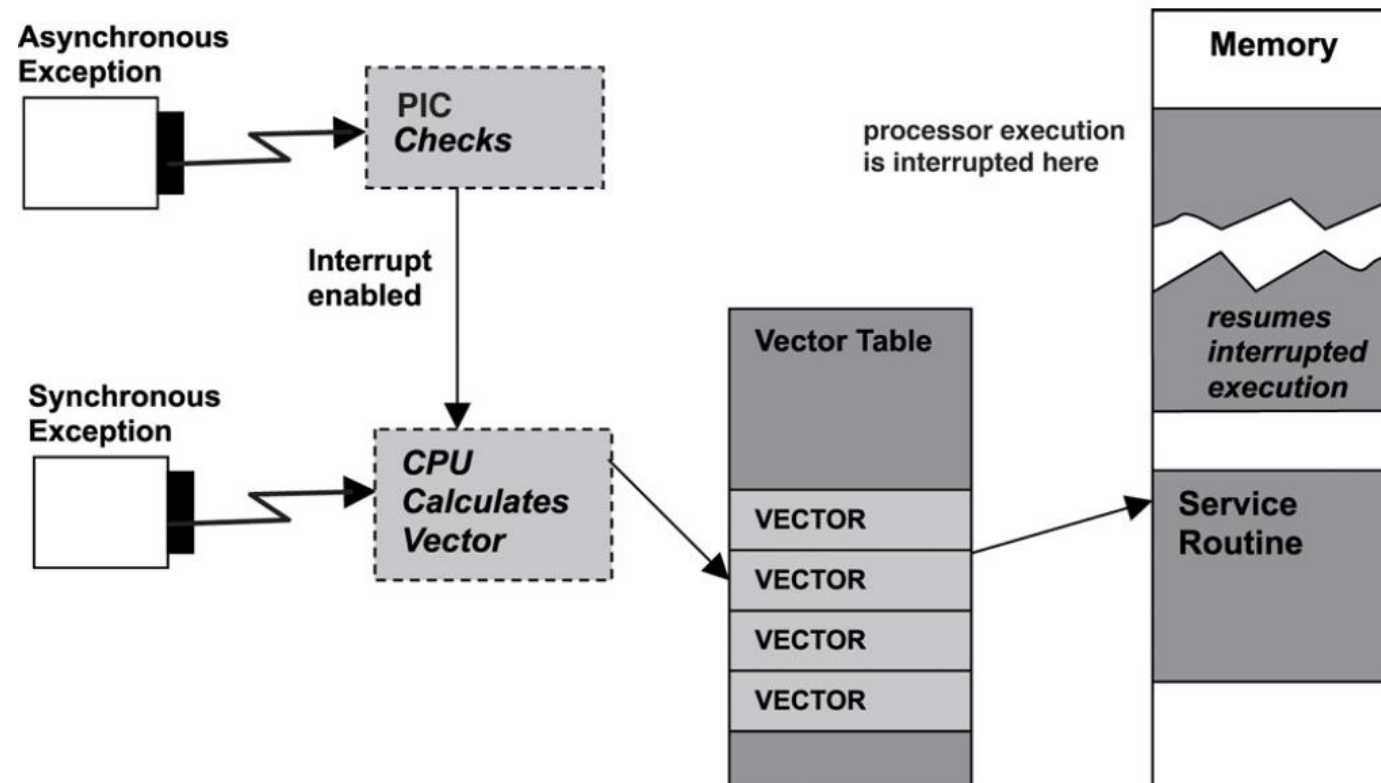 Asynchronous
Exception
PIC
Checks
Interrupt
enabled
Synchronous
Exception
CPU
Calculates
Vector
Vector Table
VECTOR
VECTOR
VECTOR
VECTOR
processor execution
is interrupted here
Memory
resumes
interrupted
execution
Service
Routine